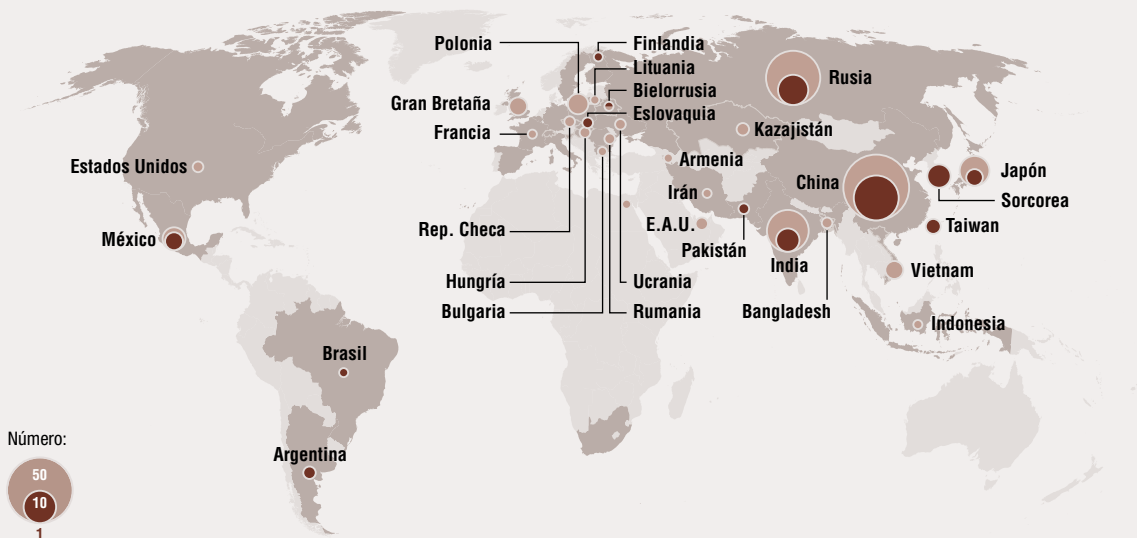 Polonia
Finlandia
Lituania
Bielorrusia
Eslovaquia
Gran Bretaña
Francia
Rusia
Kazajistán
Estados Unidos
Armenia
Irán
China
Japón
Sorcorea
México
Rep. Checa
E.A.U.
Pakistán
India
Taiwan
Hungría
Ucrania
Vietnam
Bulgaria
Rumania
Bangladesh
Indonesia
Brasil
Argentina
Número:
50
10
1